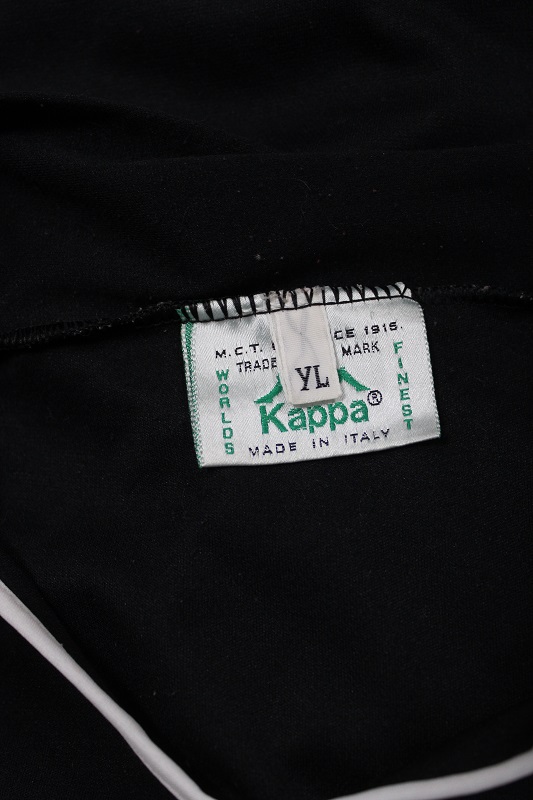 M.C.T. CE 1916.
TRADE MARK
WORLDS
FINEST
YL
Kappa®
MADE IN ITALY